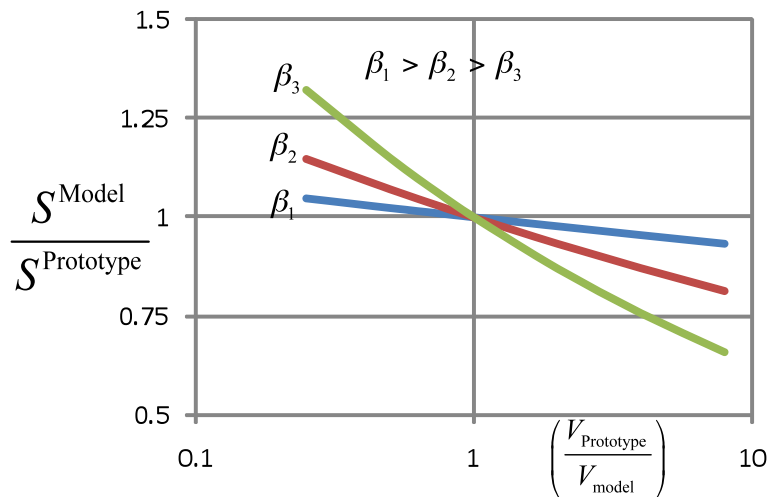 1.5
β₃
β₁ > β₂ > β₃
1.25
β₂
β₁
S^Model
S^Prototype
1
0.75
0.5
0.1
1
(V_Prototype
V_model)
10